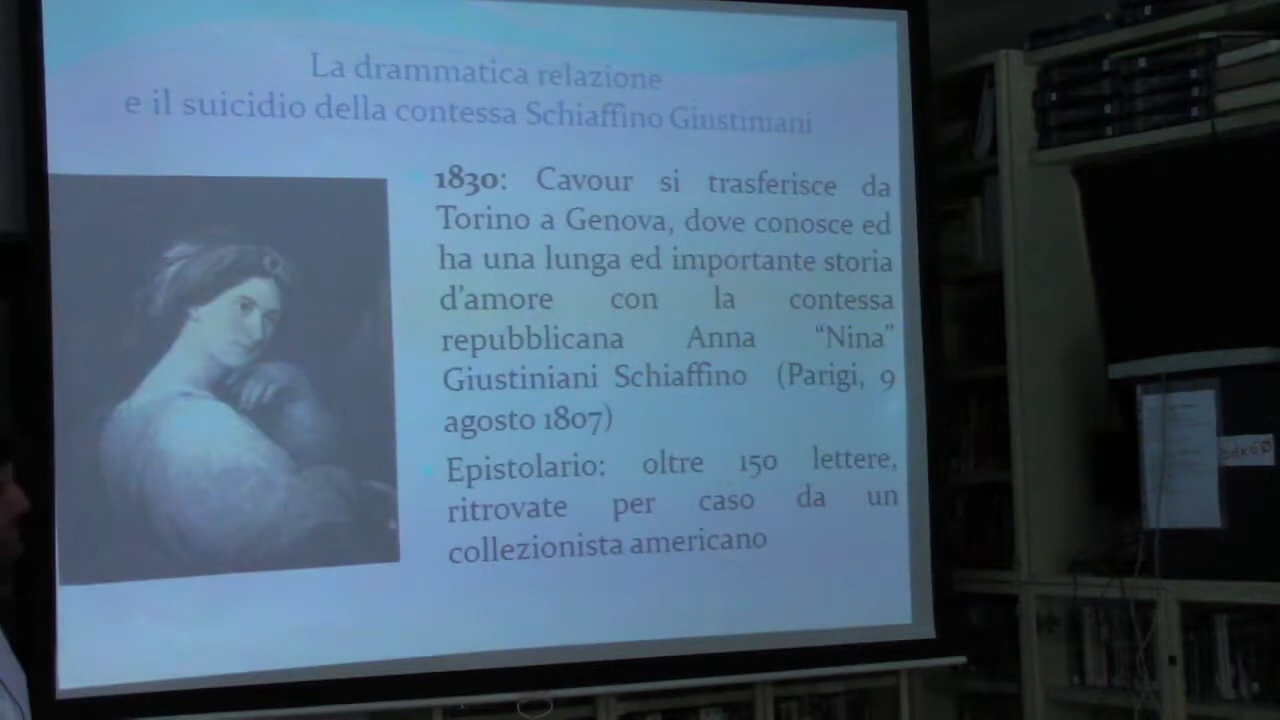 La drammatica relazione
e il suicidio della contessa Schiaffino Giustiniani
1830: Cavour si trasferisce da
Torino a Genova, dove conosce ed
ha una lunga ed importante storia
d'amore con la contessa
repubblicana Anna “Nina”
Giustiniani Schiaffino (Parigi, 9
agosto 1807)
Epistolario: oltre 150 lettere,
ritrovate per caso da un
collezionista americano